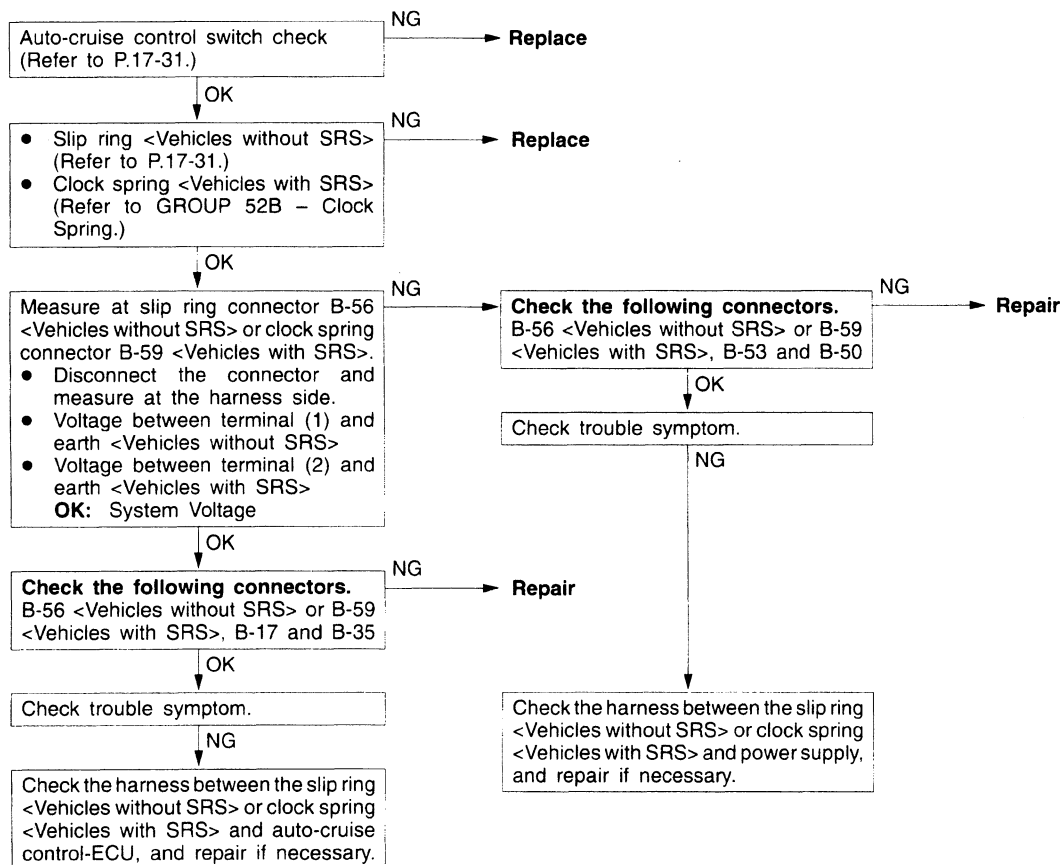 NG
Auto-cruise control switch check
(Refer to P.17-31.)
Replace
OK
● Slip ring <Vehicles without SRS>
(Refer to P.17-31.)
● Clock spring <Vehicles with SRS>
(Refer to GROUP 52B – Clock
Spring.)
NG
Replace
OK
Measure at slip ring connector B-56
<Vehicles without SRS> or clock spring
connector B-59 <Vehicles with SRS>.
● Disconnect the connector and
measure at the harness side.
● Voltage between terminal (1) and
earth <Vehicles without SRS>
● Voltage between terminal (2) and
earth <Vehicles with SRS>
OK: System Voltage
NG
Check the following connectors.
B-56 <Vehicles without SRS> or B-59
<Vehicles with SRS>, B-53 and B-50
NG
Repair
OK
Check trouble symptom.
NG
Check the harness between the slip ring
<Vehicles without SRS> or clock spring
<Vehicles with SRS> and power supply,
and repair if necessary.
OK
Check the following connectors.
B-56 <Vehicles without SRS> or B-59
<Vehicles with SRS>, B-17 and B-35
NG
Repair
OK
Check trouble symptom.
NG
Check the harness between the slip ring
<Vehicles without SRS> or clock spring
<Vehicles with SRS> and auto-cruise
control-ECU, and repair if necessary.